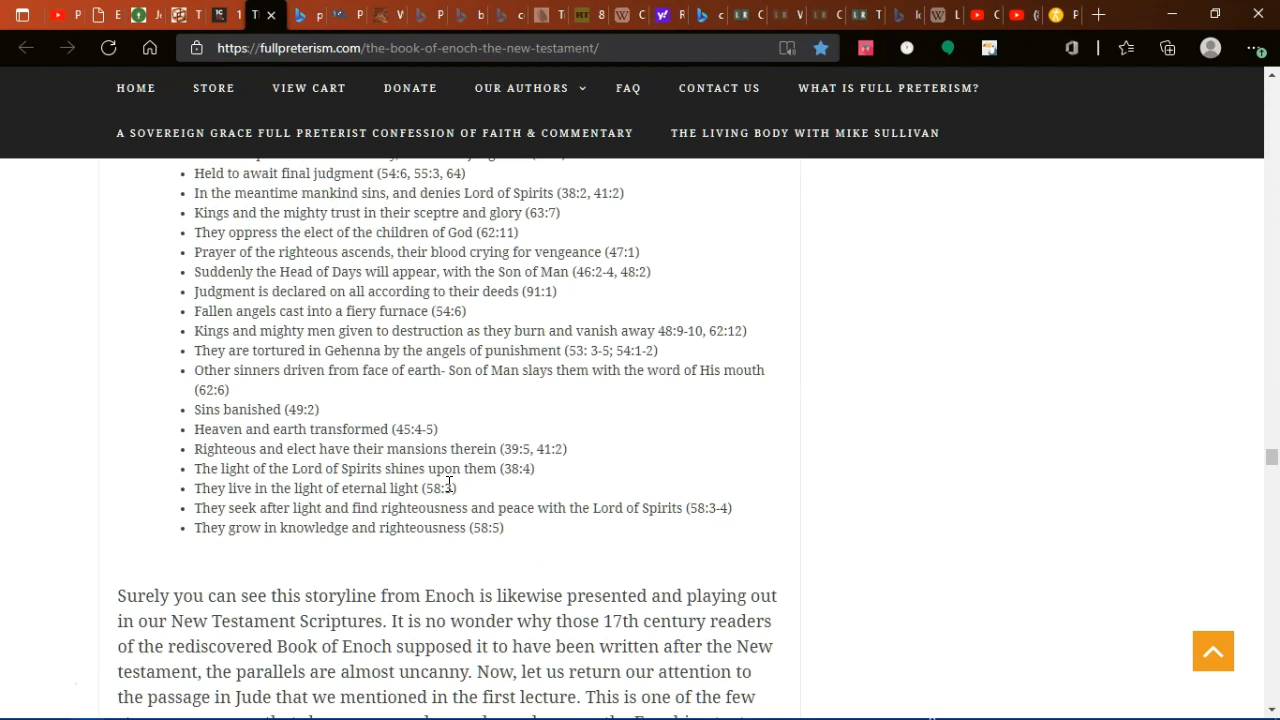 https://fullpreterism.com/the-book-of-enoch-the-new-testament/
HOME STORE VIEW CART DONATE OUR AUTHORS FAQ CONTACT US WHAT IS FULL PRETERISM?
A SOVEREIGN GRACE FULL PRETERIST CONFESSION OF FAITH & COMMENTARY THE LIVING BODY WITH MIKE SULLIVAN
• Held to await final judgment (54:6, 55:3, 64)
• In the meantime mankind sins, and denies Lord of Spirits (38:2, 41:2)
• Kings and the mighty trust in their sceptre and glory (63:7)
• They oppress the elect of the children of God (62:11)
• Prayer of the righteous ascends, their blood crying for vengeance (47:1)
• Suddenly the Head of Days will appear, with the Son of Man (46:2-4, 48:2)
• Judgment is declared on all according to their deeds (91:1)
• Fallen angels cast into a fiery furnace (54:6)
• Kings and mighty men given to destruction as they burn and vanish away 48:9-10, 62:12)
• They are tortured in Gehenna by the angels of punishment (53: 3-5; 54:1-2)
• Other sinners driven from face of earth- Son of Man slays them with the word of His mouth
(62:6)
• Sins banished (49:2)
• Heaven and earth transformed (45:4-5)
• Righteous and elect have their mansions therein (39:5, 41:2)
• The light of the Lord of Spirits shines upon them (38:4)
• They live in the light of eternal light (58:3)
• They seek after light and find righteousness and peace with the Lord of Spirits (58:3-4)
• They grow in knowledge and righteousness (58:5)
Surely you can see this storyline from Enoch is likewise presented and playing out
in our New Testament Scriptures. It is no wonder why those 17th century readers
of the rediscovered Book of Enoch supposed it to have been written after the New
testament, the parallels are almost uncanny. Now, let us return our attention to
the passage in Jude that we mentioned in the first lecture. This is one of the few